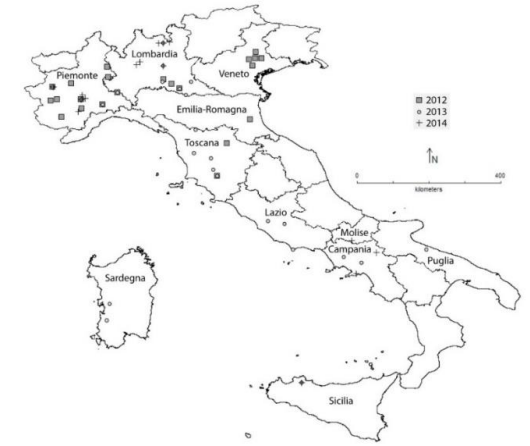 Lombardia
Piemonte
Veneto
Emilia-Romagna
Toscana
2012
2013
2014
N
0 400
kilometers
Lazio
Molise
Campania
Puglia
Sardegna
Sicilia